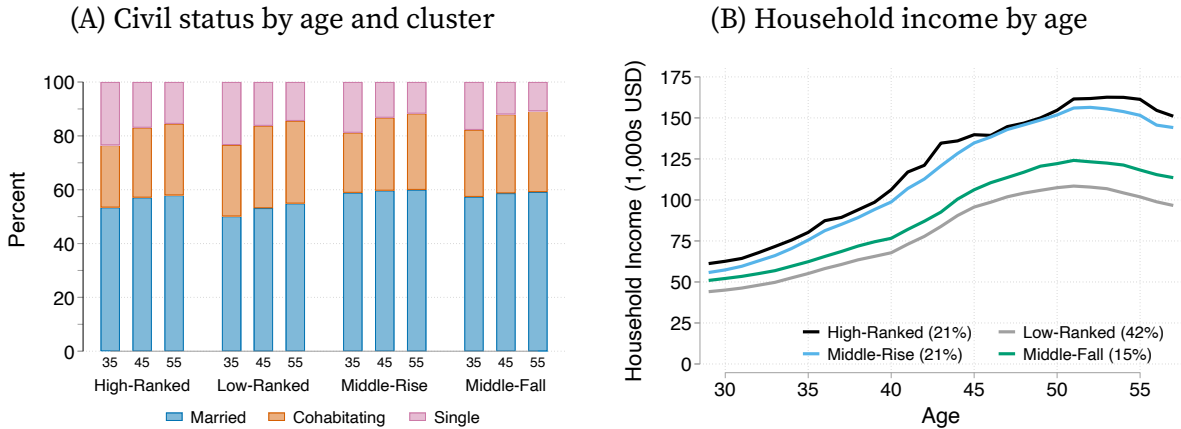 (A) Civil status by age and cluster
Percent
100
80
60
40
20
0
35 45 55 35 45 55 35 45 55 35 45 55
High-Ranked Low-Ranked Middle-Rise Middle-Fall
Married Cohabitating Single
(B) Household income by age
Household Income (1,000s USD)
175
150
125
100
75
50
25
0
High-Ranked (21%) Low-Ranked (42%)
Middle-Rise (21%) Middle-Fall (15%)
30 35 40 45 50 55
Age